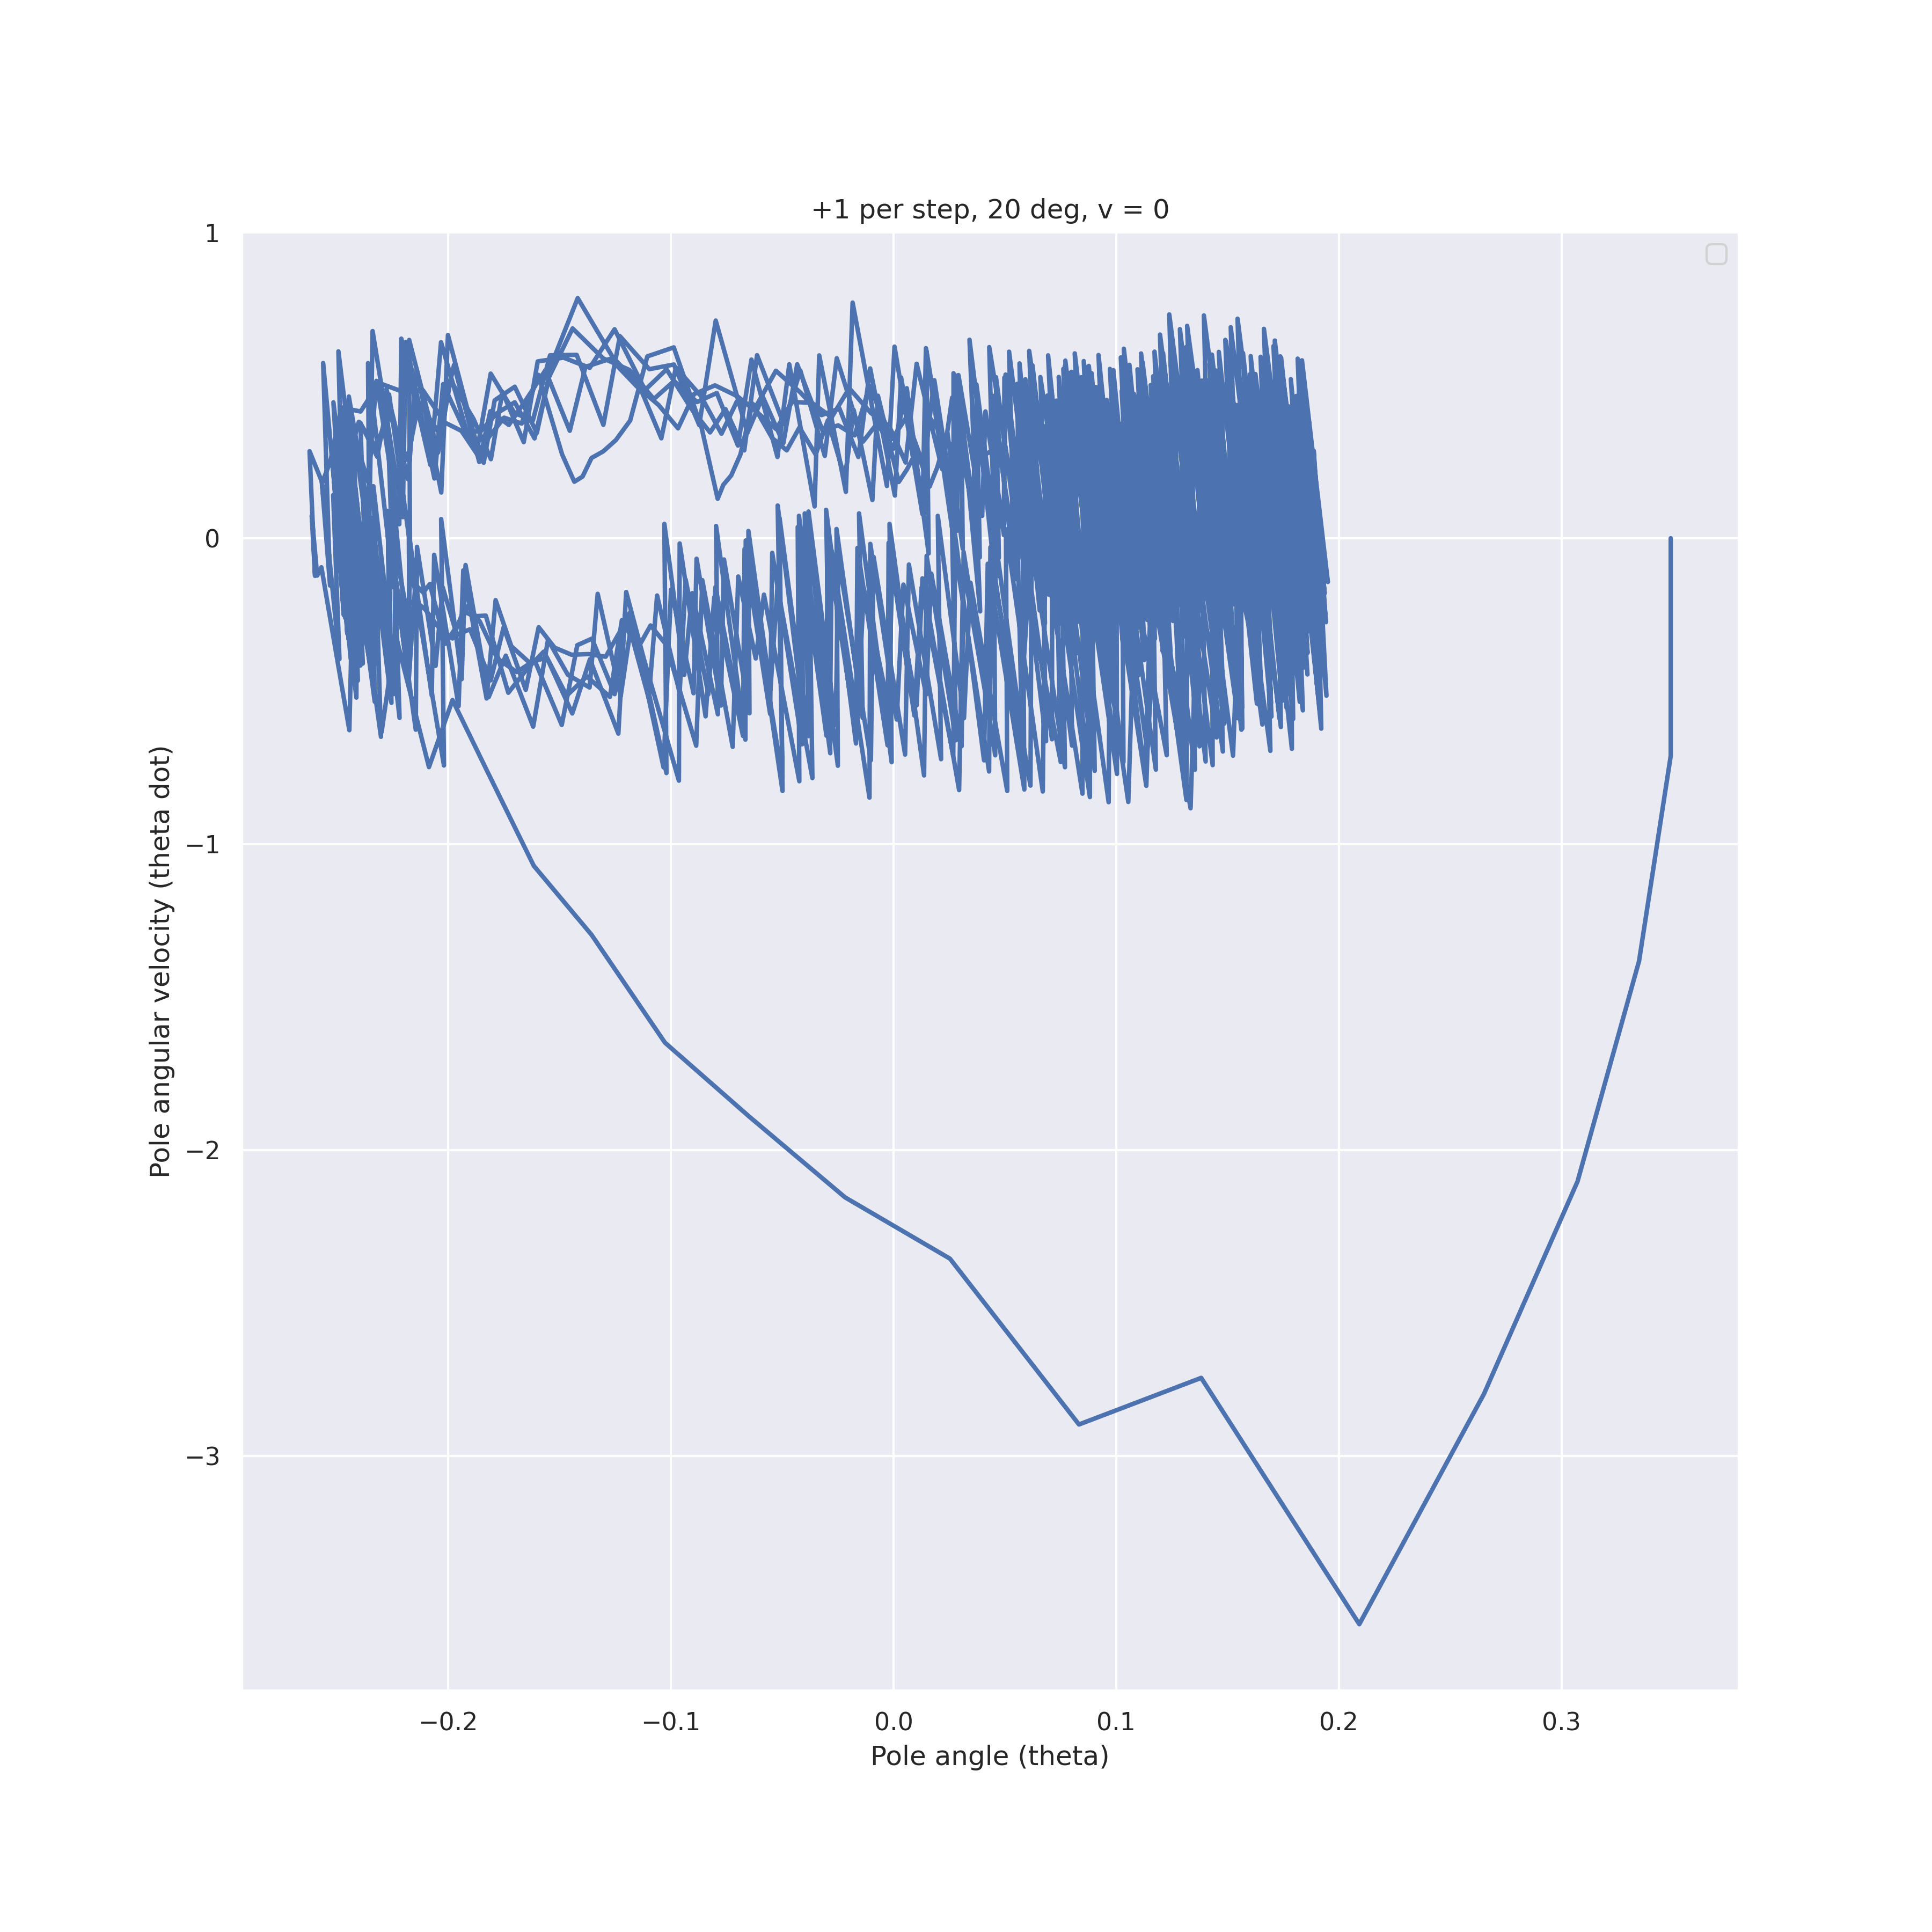 +1 per step, 20 deg, v = 0
1
0
−1
−2
−3
Pole angular velocity (theta dot)
−0.2 −0.1 0.0 0.1 0.2 0.3
Pole angle (theta)